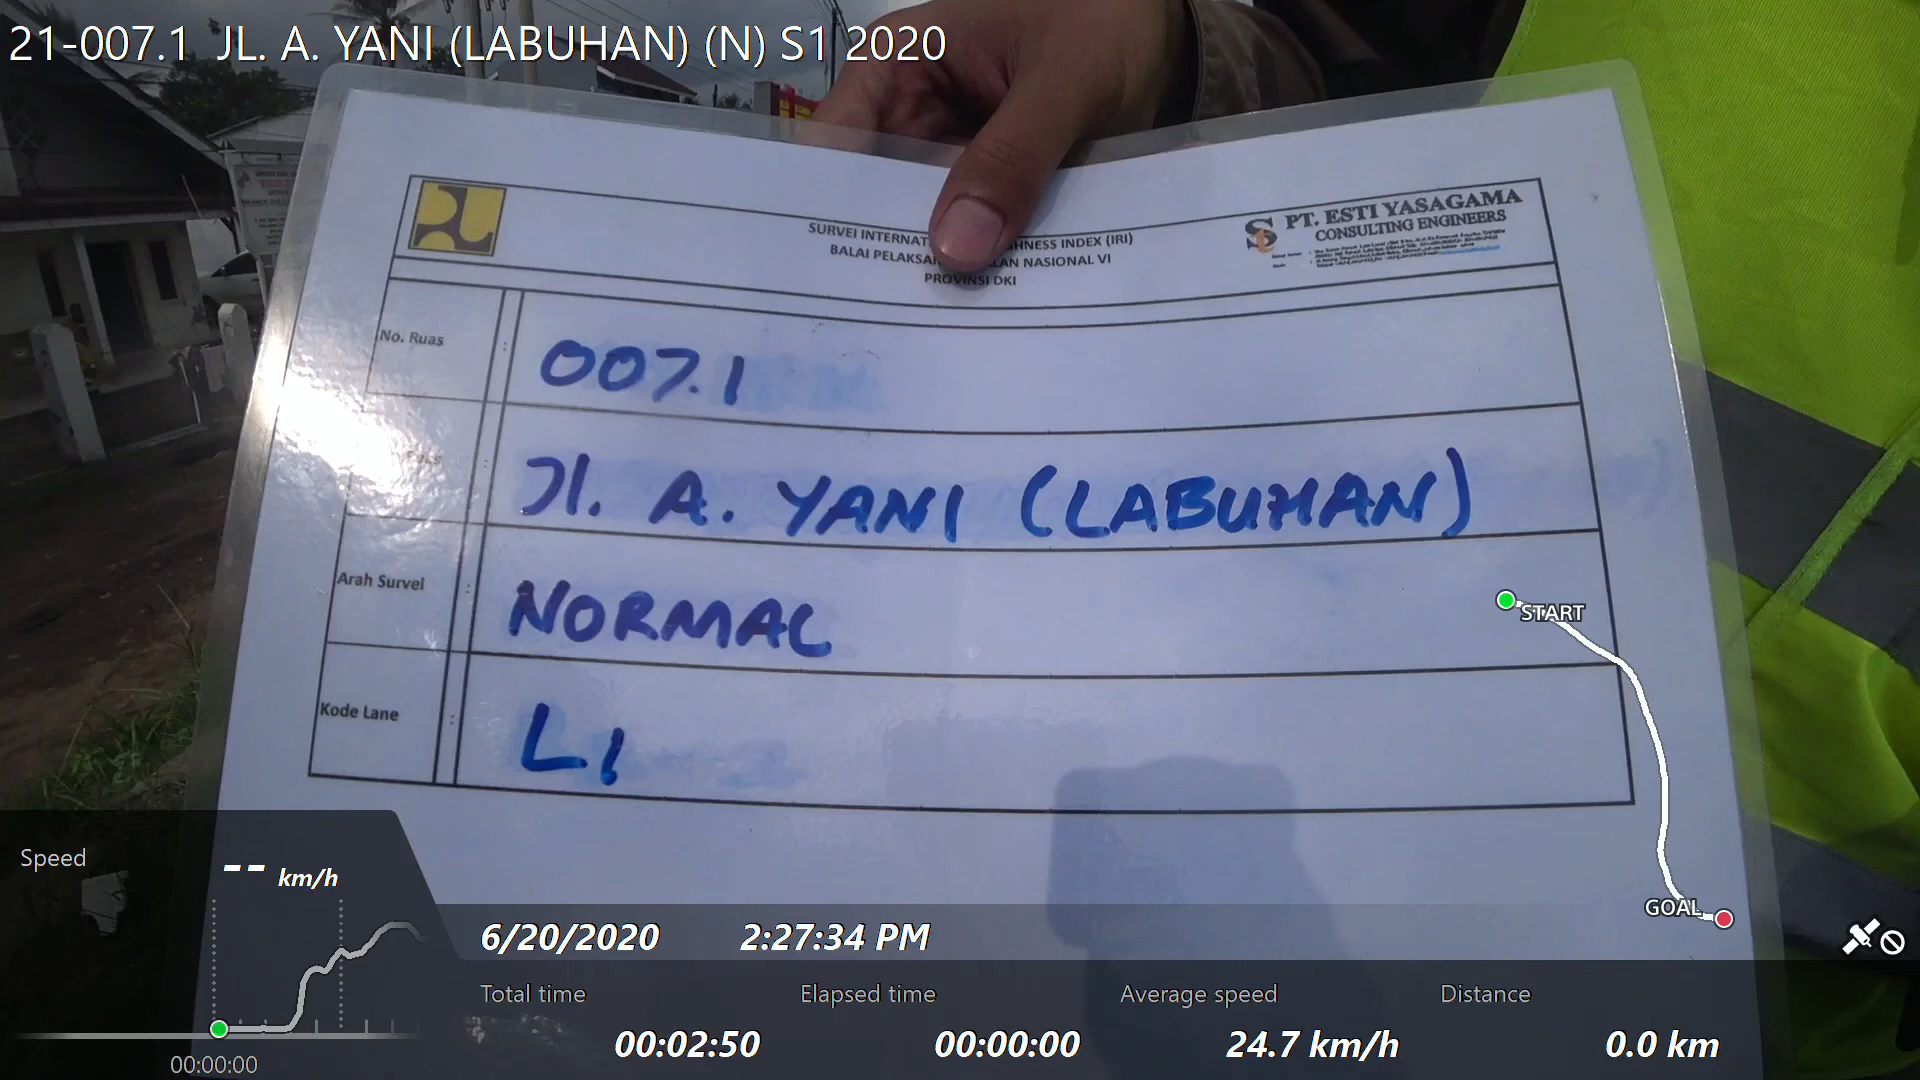 21-007.1 JL. A. YANI (LABUHAN) (N) S1 2020
SURVEI INTERNAT HNESS INDEX (IRI)
BALAI PELAKSA LAN NASIONAL VI
PROVINSI DKI
PT. ESTI YASAGAMA
CONSULTING ENGINEERS
No. Ruas : 007.1
: Jl. A. YANI (LABUHAN)
Arah Survei : NORMAL
Kode Lane : L1
START
GOAL
Speed
-- km/h
00:00:00
6/20/2020 2:27:34 PM
Total time Elapsed time Average speed Distance
00:02:50 00:00:00 24.7 km/h 0.0 km